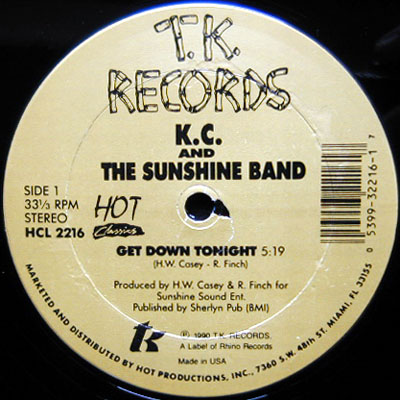 T.K.
RECORDS
K.C.
AND
THE SUNSHINE BAND
SIDE 1
33⅓ RPM
STEREO
HCL 2216
HOT
Classics
GET DOWN TONIGHT 5:19
(H.W. Casey - R. Finch)
Produced by H.W. Casey & R. Finch for
Sunshine Sound Ent.
Published by Sherlyn Pub (BMI)
tk
℗ 1990 T.K. RECORDS.
A Label of Rhino Records
Made in USA
MARKETED AND DISTRIBUTED BY HOT PRODUCTIONS, INC., 7360 S.W. 48th ST. MIAMI, FL 33155
0 5399-32216-1 7